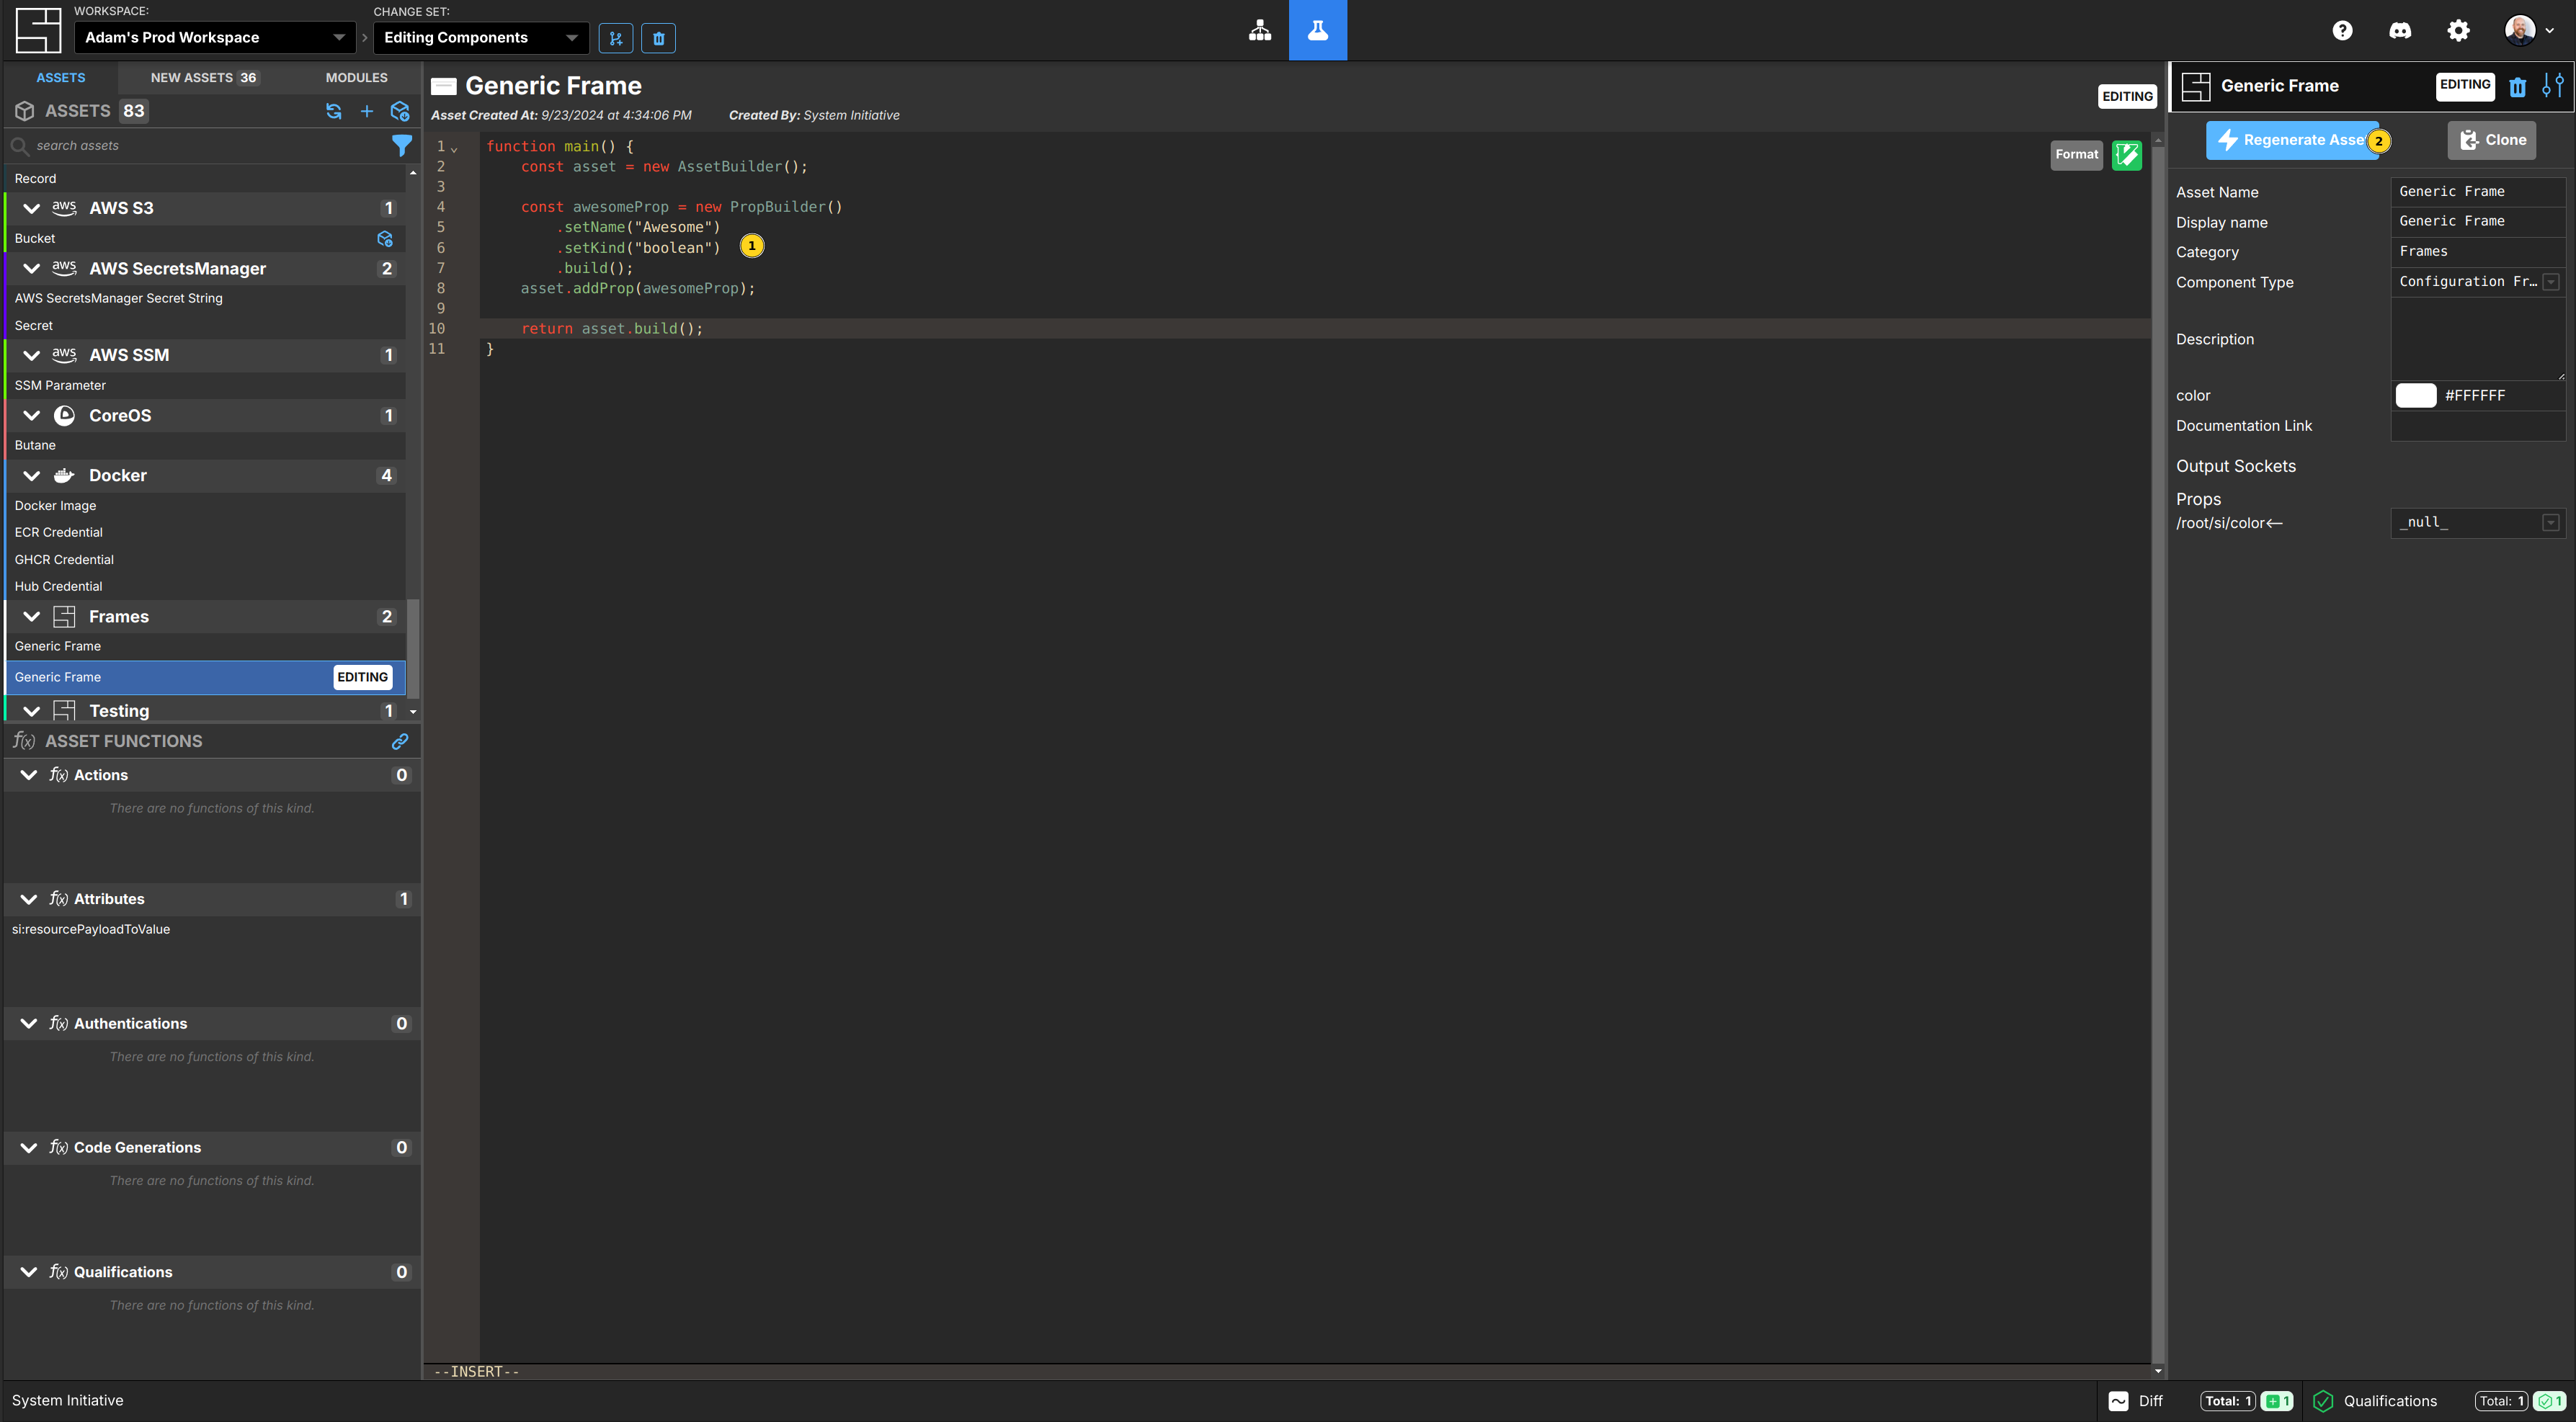 WORKSPACE:
Adam's Prod Workspace
CHANGE SET:
Editing Components
ASSETS
NEW ASSETS 36
MODULES
ASSETS 83
search assets
Record
aws AWS S3 1
Bucket
aws AWS SecretsManager 2
AWS SecretsManager Secret String
Secret
aws AWS SSM 1
SSM Parameter
CoreOS 1
Butane
Docker 4
Docker Image
ECR Credential
GHCR Credential
Hub Credential
Frames 2
Generic Frame
Generic Frame EDITING
Testing 1
f(x) ASSET FUNCTIONS
f(x) Actions 0
There are no functions of this kind.
f(x) Attributes 1
si:resourcePayloadToValue
f(x) Authentications 0
There are no functions of this kind.
f(x) Code Generations 0
There are no functions of this kind.
f(x) Qualifications 0
There are no functions of this kind.
Generic Frame
Asset Created At: 9/23/2024 at 4:34:06 PM Created By: System Initiative
EDITING
Format
1 function main() {
2 const asset = new AssetBuilder();
3
4 const awesomeProp = new PropBuilder()
5 .setName("Awesome")
6 .setKind("boolean") 1
7 .build();
8 asset.addProp(awesomeProp);
9
10 return asset.build();
11 }
--INSERT--
Generic Frame EDITING
Regenerate Asse 2
Clone
Asset Name Generic Frame
Display name Generic Frame
Category Frames
Component Type Configuration Fr…
Description
color #FFFFFF
Documentation Link
Output Sockets
Props
/root/si/color← _null_
System Initiative
Diff Total: 1 1
Qualifications Total: 1 1